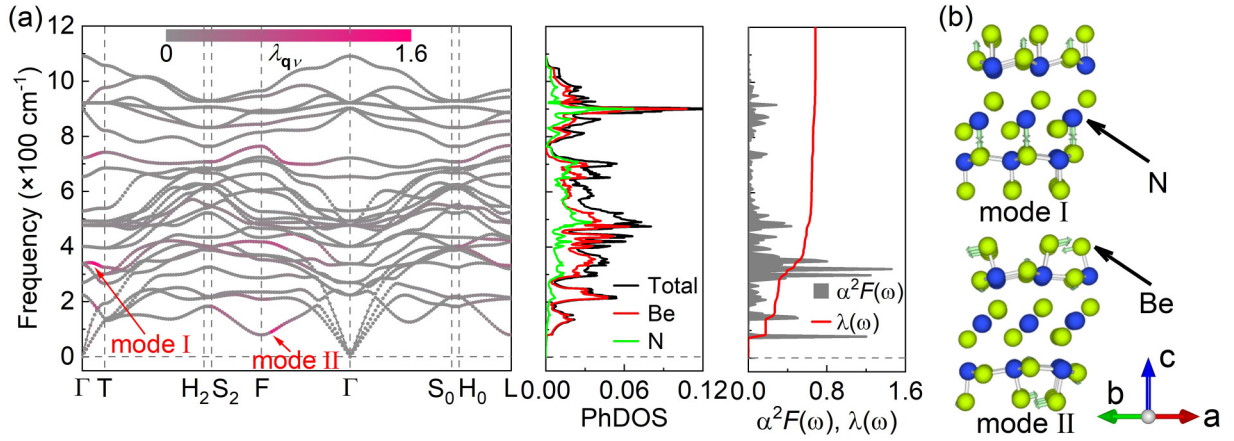 (a)
12
10
8
6
4
2
0
Frequency (×100 cm⁻¹)
0 1.6
λqν
mode I
mode II
Γ T H₂ S₂ F Γ S₀ H₀ L
Total
Be
N
0.00 0.06 0.12
PhDOS
α²F(ω)
λ(ω)
0.0 0.8 1.6
α²F(ω), λ(ω)
(b)
N
mode I
Be
mode II
c
b
a